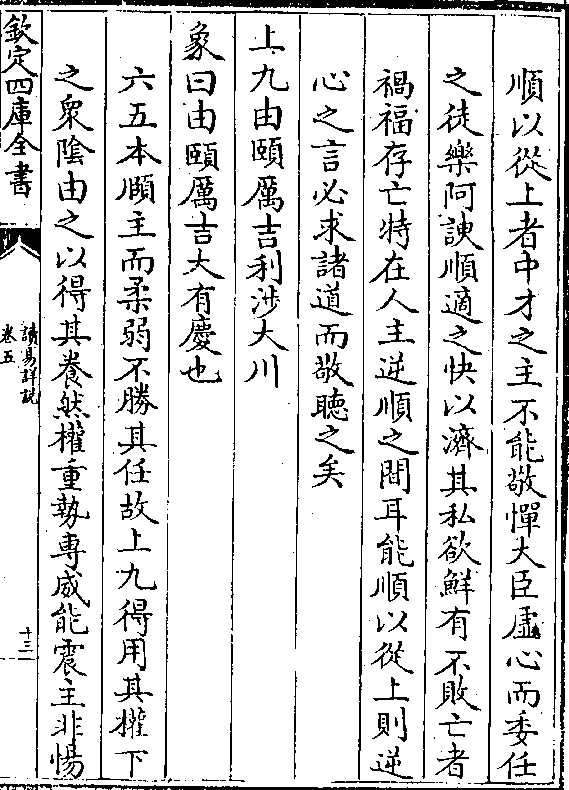 順以從上者中才之主不能敬憚大臣虛心而委任
之徒樂阿諛順適之快以濟其私欲鮮有不敗亡者
禍福存亡特在人主逆順之間耳能順以從上則逆
心之言必求諸道而敬聽之矣
上九由頤厲吉利涉大川
象曰由頤厲吉大有慶也
六五本頤主而柔弱不勝其任故上九得用其權下
之衆陰由之以得其養然權重勢專威能震主非惕
欽定四庫全書
讀易詳說
卷五
十三